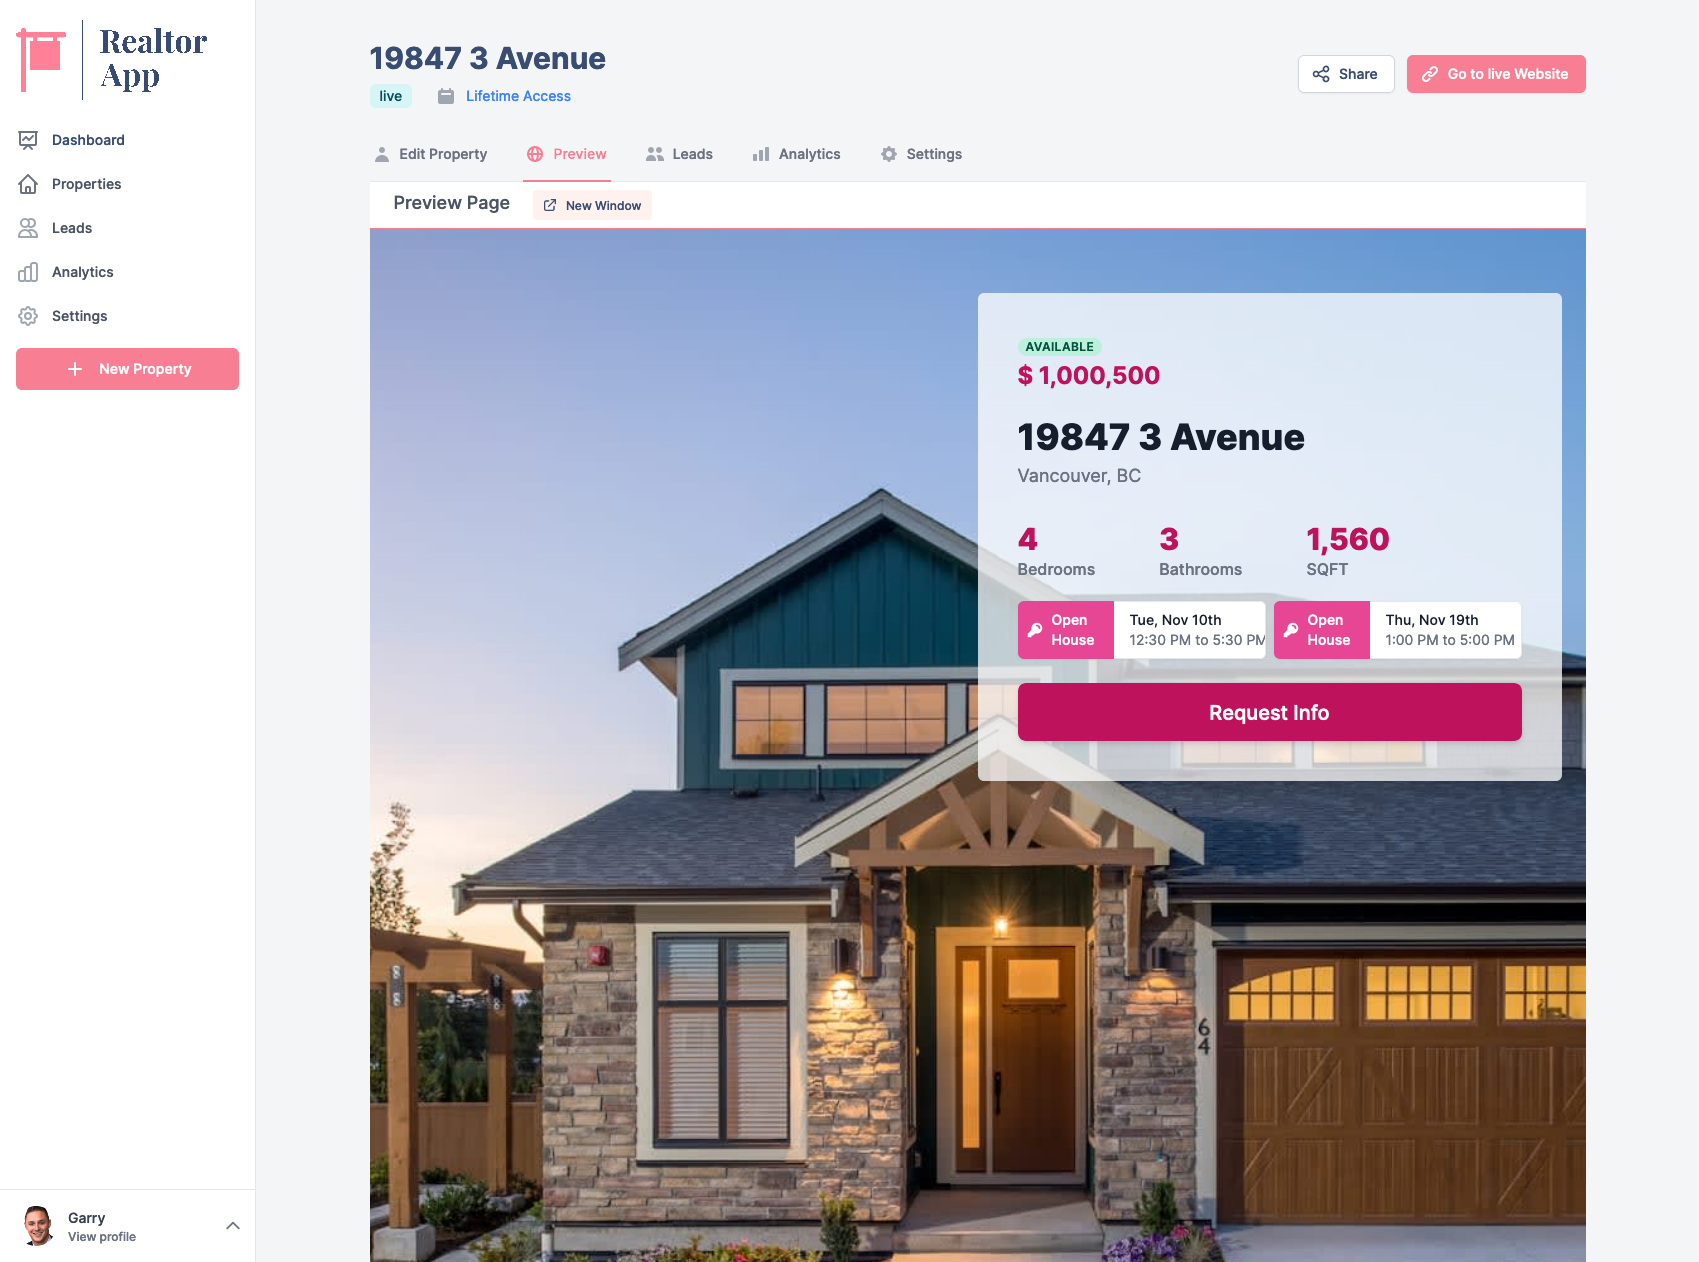 Realtor
App
Dashboard
Properties
Leads
Analytics
Settings
New Property
Garry
View profile
19847 3 Avenue
live
Lifetime Access
Share
Go to live Website
Edit Property
Preview
Leads
Analytics
Settings
Preview Page
New Window
AVAILABLE
$ 1,000,500
19847 3 Avenue
Vancouver, BC
4
Bedrooms
3
Bathrooms
1,560
SQFT
Open
House
Tue, Nov 10th
12:30 PM to 5:30 PM
Open
House
Thu, Nov 19th
1:00 PM to 5:00 PM
Request Info
64